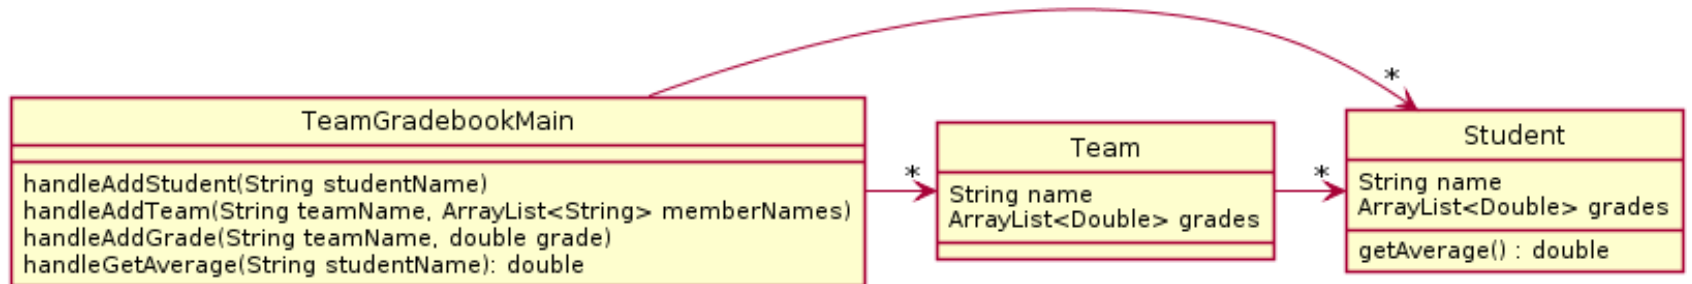 TeamGradebookMain
handleAddStudent(String studentName)
handleAddTeam(String teamName, ArrayList<String> memberNames)
handleAddGrade(String teamName, double grade)
handleGetAverage(String studentName): double
*
Team
String name
ArrayList<Double> grades
*
*
Student
String name
ArrayList<Double> grades
getAverage() : double